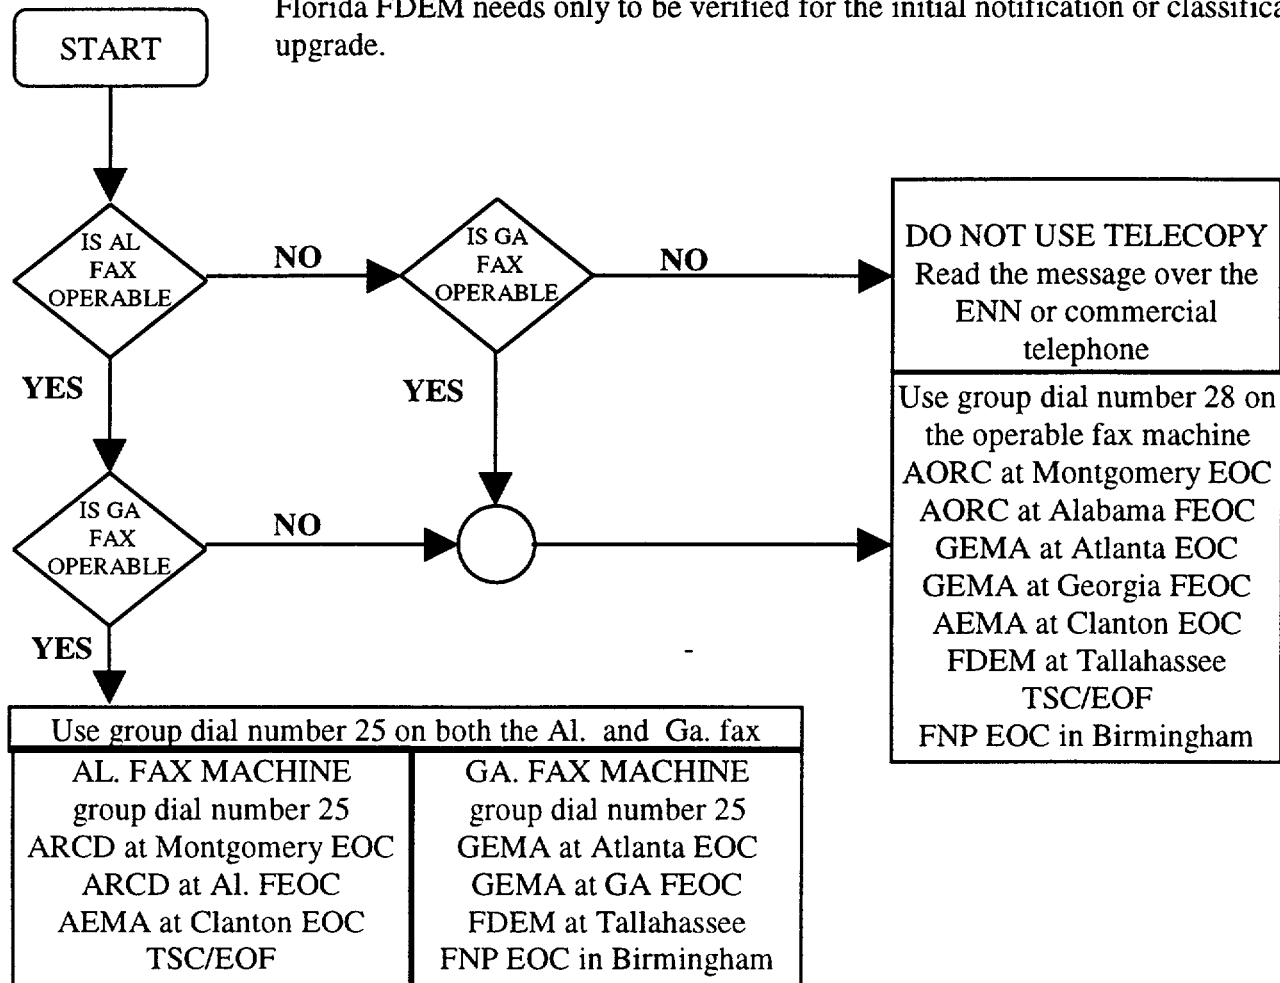 Florida FDEM needs only to be verified for the initial notification or
upgrade.
START
IS AL
FAX
OPERABLE
NO
IS GA
FAX
OPERABLE
NO
DO NOT USE TELECOPY
Read the message over the
ENN or commercial
telephone
YES
YES
Use group dial number 28 on
the operable fax machine
AORC at Montgomery EOC
AORC at Alabama FEOC
GEMA at Atlanta EOC
GEMA at Georgia FEOC
AEMA at Clanton EOC
FDEM at Tallahassee
TSC/EOF
FNP EOC in Birmingham
IS GA
FAX
OPERABLE
NO
YES
Use group dial number 25 on both the Al. and Ga. fax
AL. FAX MACHINE
group dial number 25
ARCD at Montgomery EOC
ARCD at Al. FEOC
AEMA at Clanton EOC
TSC/EOF
GA. FAX MACHINE
group dial number 25
GEMA at Atlanta EOC
GEMA at GA FEOC
FDEM at Tallahassee
FNP EOC in Birmingham